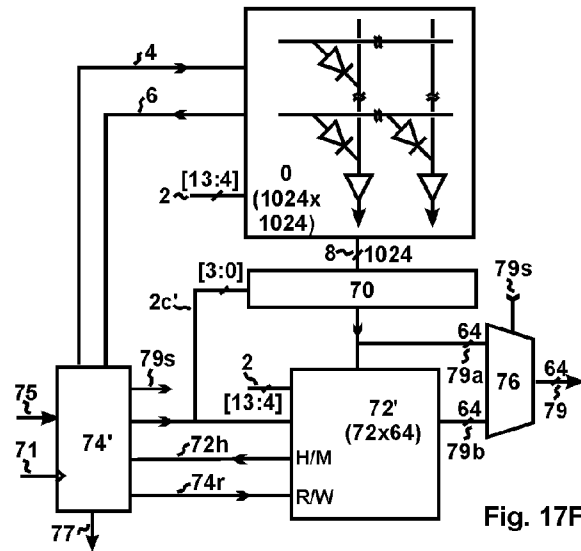 4
6
0
(1024x
1024)
[13:4]
2
8
1024
[3:0]
2c'
70
79s
79s
64
79a
76
64
79
2
[13:4]
72'
(72x64)
64
79b
75
71
74'
72h
H/M
74r
R/W
77
Fig. 17F